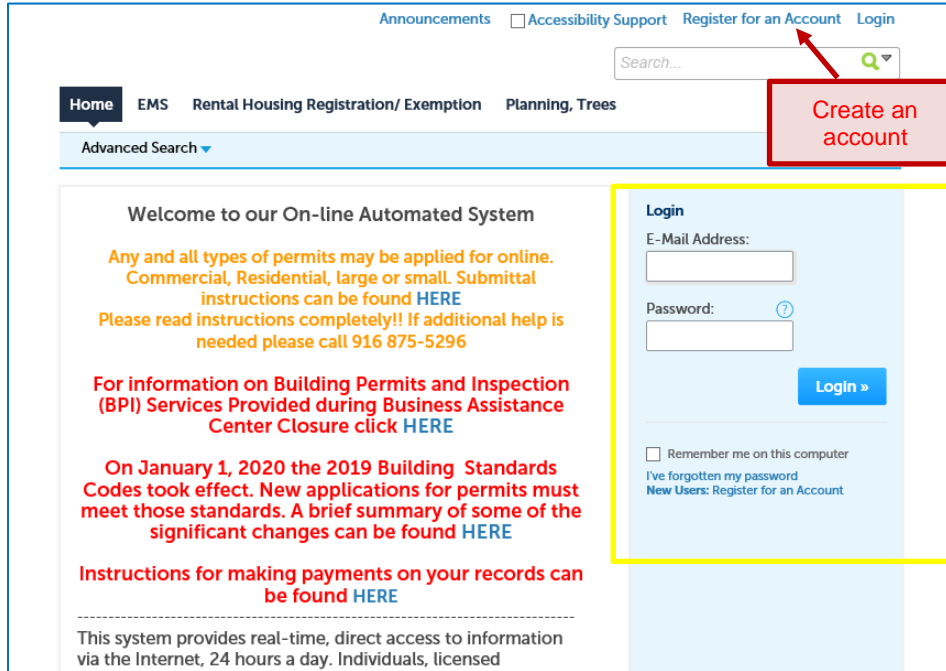 Announcements Accessibility Support Register for an Account Login
Search...
Create an
account
Home EMS Rental Housing Registration/ Exemption Planning, Trees
Advanced Search
Welcome to our On-line Automated System
Any and all types of permits may be applied for online.
Commercial, Residential, large or small. Submittal
instructions can be found HERE
Please read instructions completely!! If additional help is
needed please call 916 875-5296
For information on Building Permits and Inspection
(BPI) Services Provided during Business Assistance
Center Closure click HERE
On January 1, 2020 the 2019 Building Standards
Codes took effect. New applications for permits must
meet those standards. A brief summary of some of the
significant changes can be found HERE
Instructions for making payments on your records can
be found HERE
--------------------------------------------------------------------------------
This system provides real-time, direct access to information
via the Internet, 24 hours a day. Individuals, licensed
Login
E-Mail Address:
Password: ?
Login »
Remember me on this computer
I've forgotten my password
New Users: Register for an Account